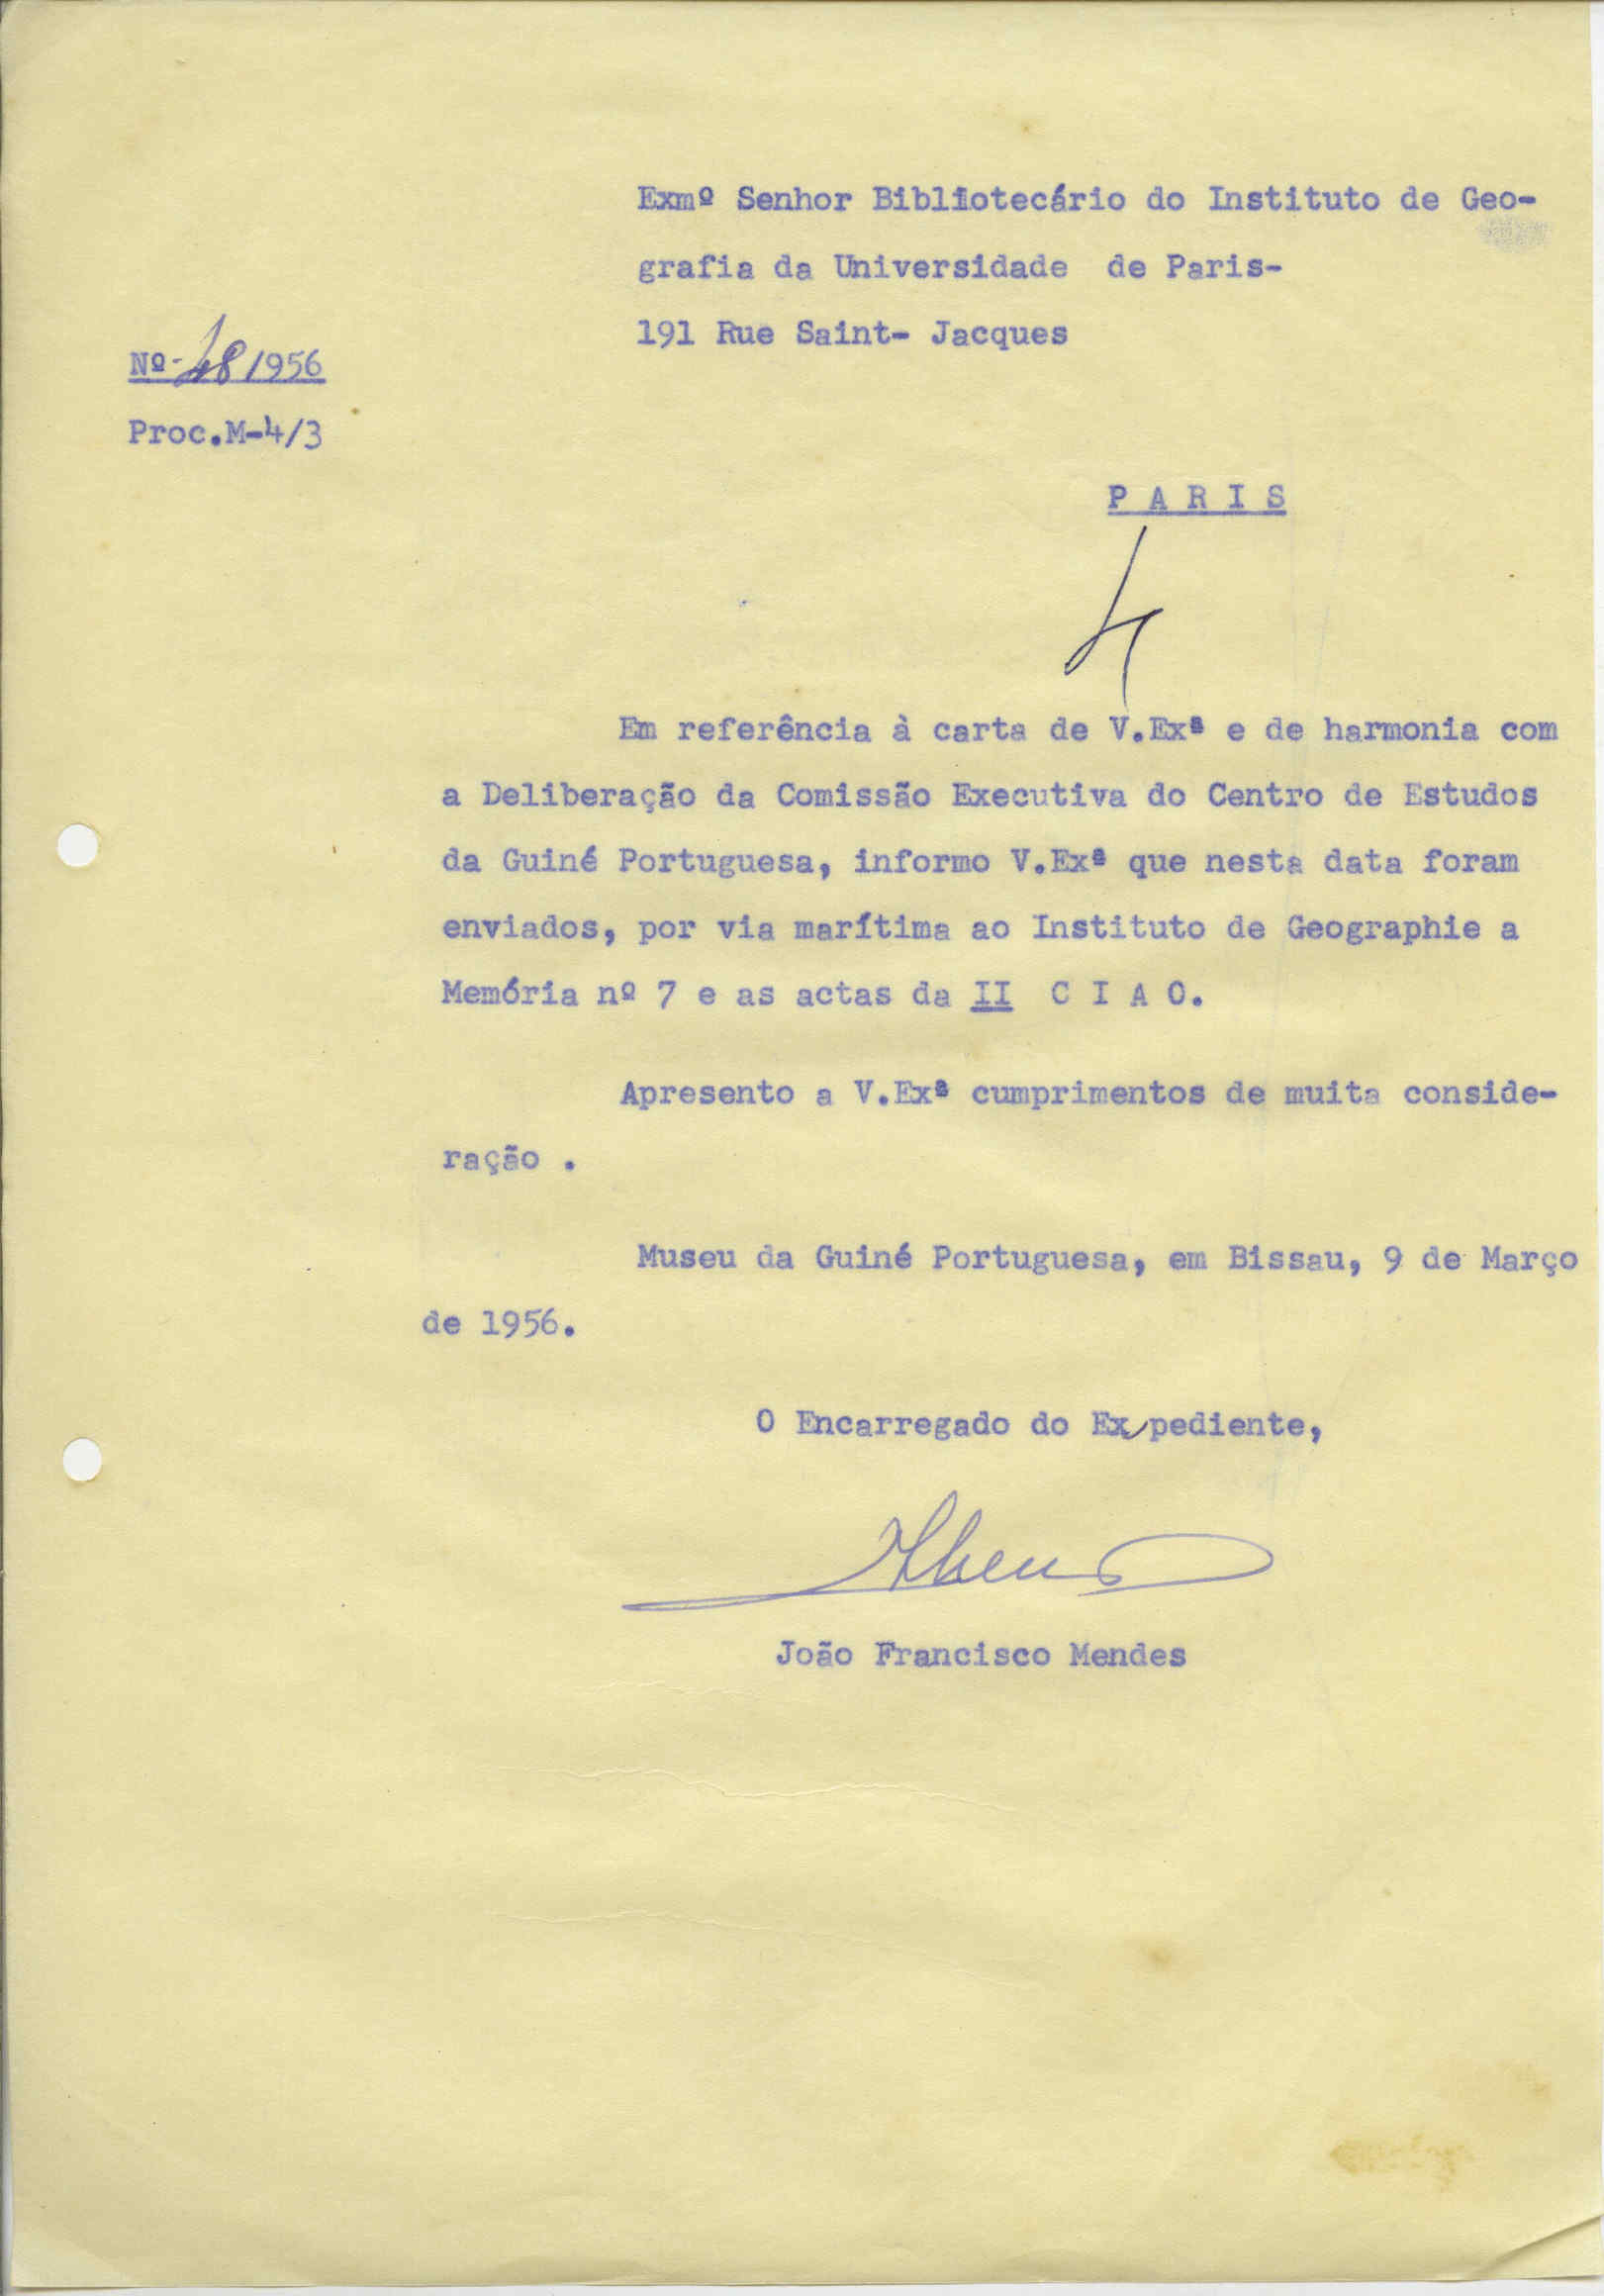 Exmº Senhor Bibliotecário do Instituto de Geo-
grafia da Universidade de Paris-
191 Rue Saint- Jacques
Nº-48/1956
Proc.M-4/3
P A R I S
4
Em referência à carta de V.Exª e de harmonia com
a Deliberação da Comissão Executiva do Centro de Estudos
da Guiné Portuguesa, informo V.Exª que nesta data foram
enviados, por via marítima ao Instituto de Geographie a
Memória nº 7 e as actas da II C I A O.
Apresento a V.Exª cumprimentos de muita conside-
ração .
Museu da Guiné Portuguesa, em Bissau, 9 de Março
de 1956.
O Encarregado do Expediente,
João Francisco Mendes